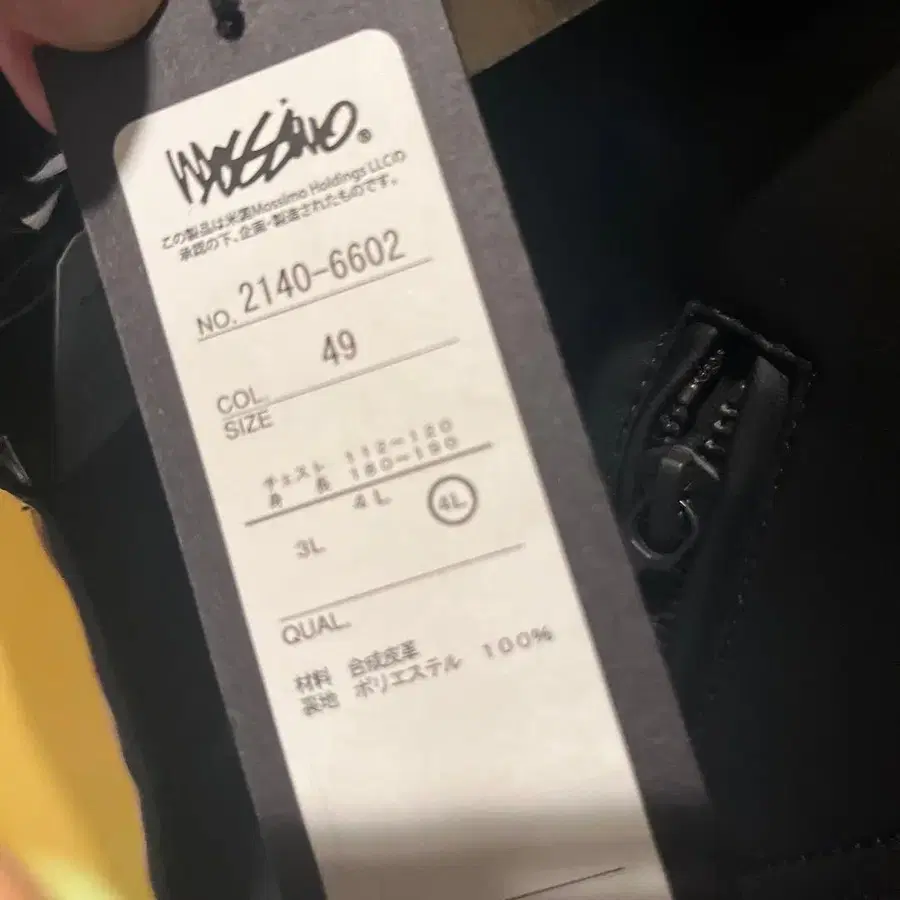 MOSSIMO®
この製品は米国Mossimo Holdings LLCの
承認の下、企画・製造されたものです。
NO. 2140-6602
COL. 49
SIZE
チェスト 112-120
身 長 180-190
4L
3L 4L
QUAL.
材料 合成皮革
裏地 ポリエステル 100%